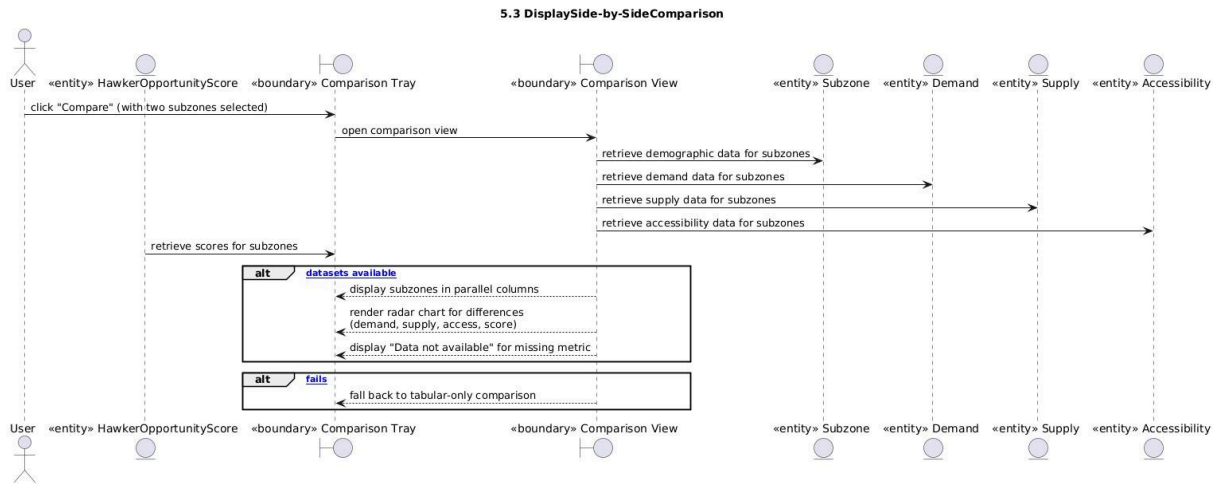 5.3 DisplaySide-by-SideComparison
User
«entity» HawkerOpportunityScore
«boundary» Comparison Tray
«boundary» Comparison View
«entity» Subzone
«entity» Demand
«entity» Supply
«entity» Accessibility
click "Compare" (with two subzones selected)
open comparison view
retrieve demographic data for subzones
retrieve demand data for subzones
retrieve supply data for subzones
retrieve accessibility data for subzones
retrieve scores for subzones
alt
datasets available
display subzones in parallel columns
render radar chart for differences
(demand, supply, access, score)
display "Data not available" for missing metric
alt
fails
fall back to tabular-only comparison
User
«entity» HawkerOpportunityScore
«boundary» Comparison Tray
«boundary» Comparison View
«entity» Subzone
«entity» Demand
«entity» Supply
«entity» Accessibility